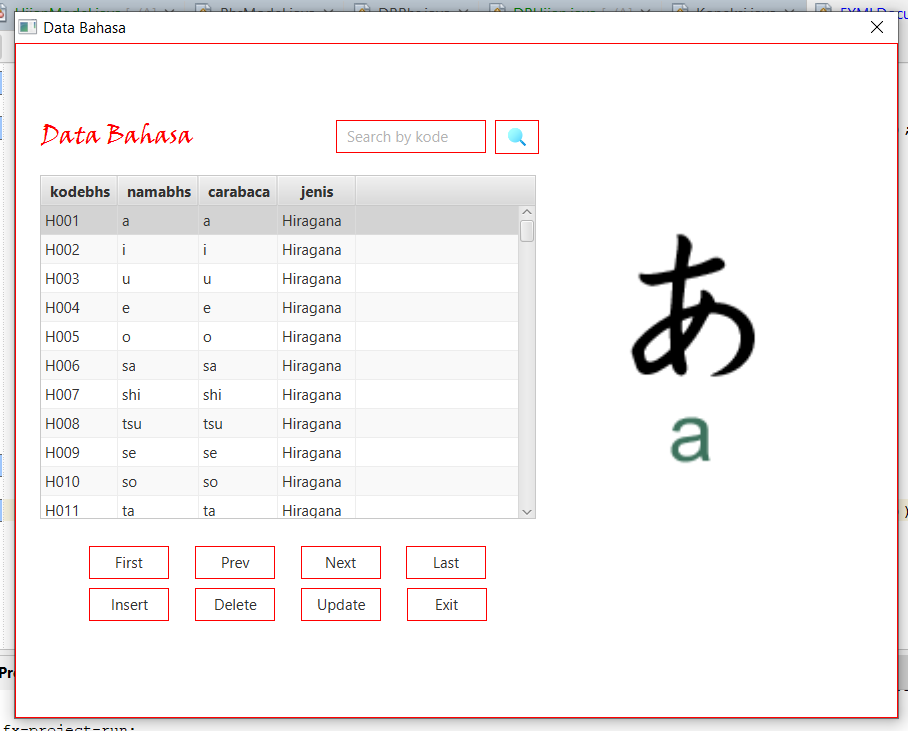 Data Bahasa
Data Bahasa
Search by kode
kodebhs namabhs carabaca jenis
H001 a a Hiragana
H002 i i Hiragana
H003 u u Hiragana
H004 e e Hiragana
H005 o o Hiragana
H006 sa sa Hiragana
H007 shi shi Hiragana
H008 tsu tsu Hiragana
H009 se se Hiragana
H010 so so Hiragana
H011 ta ta Hiragana
あ
a
First Prev Next Last
Insert Delete Update Exit
fx-project-run: